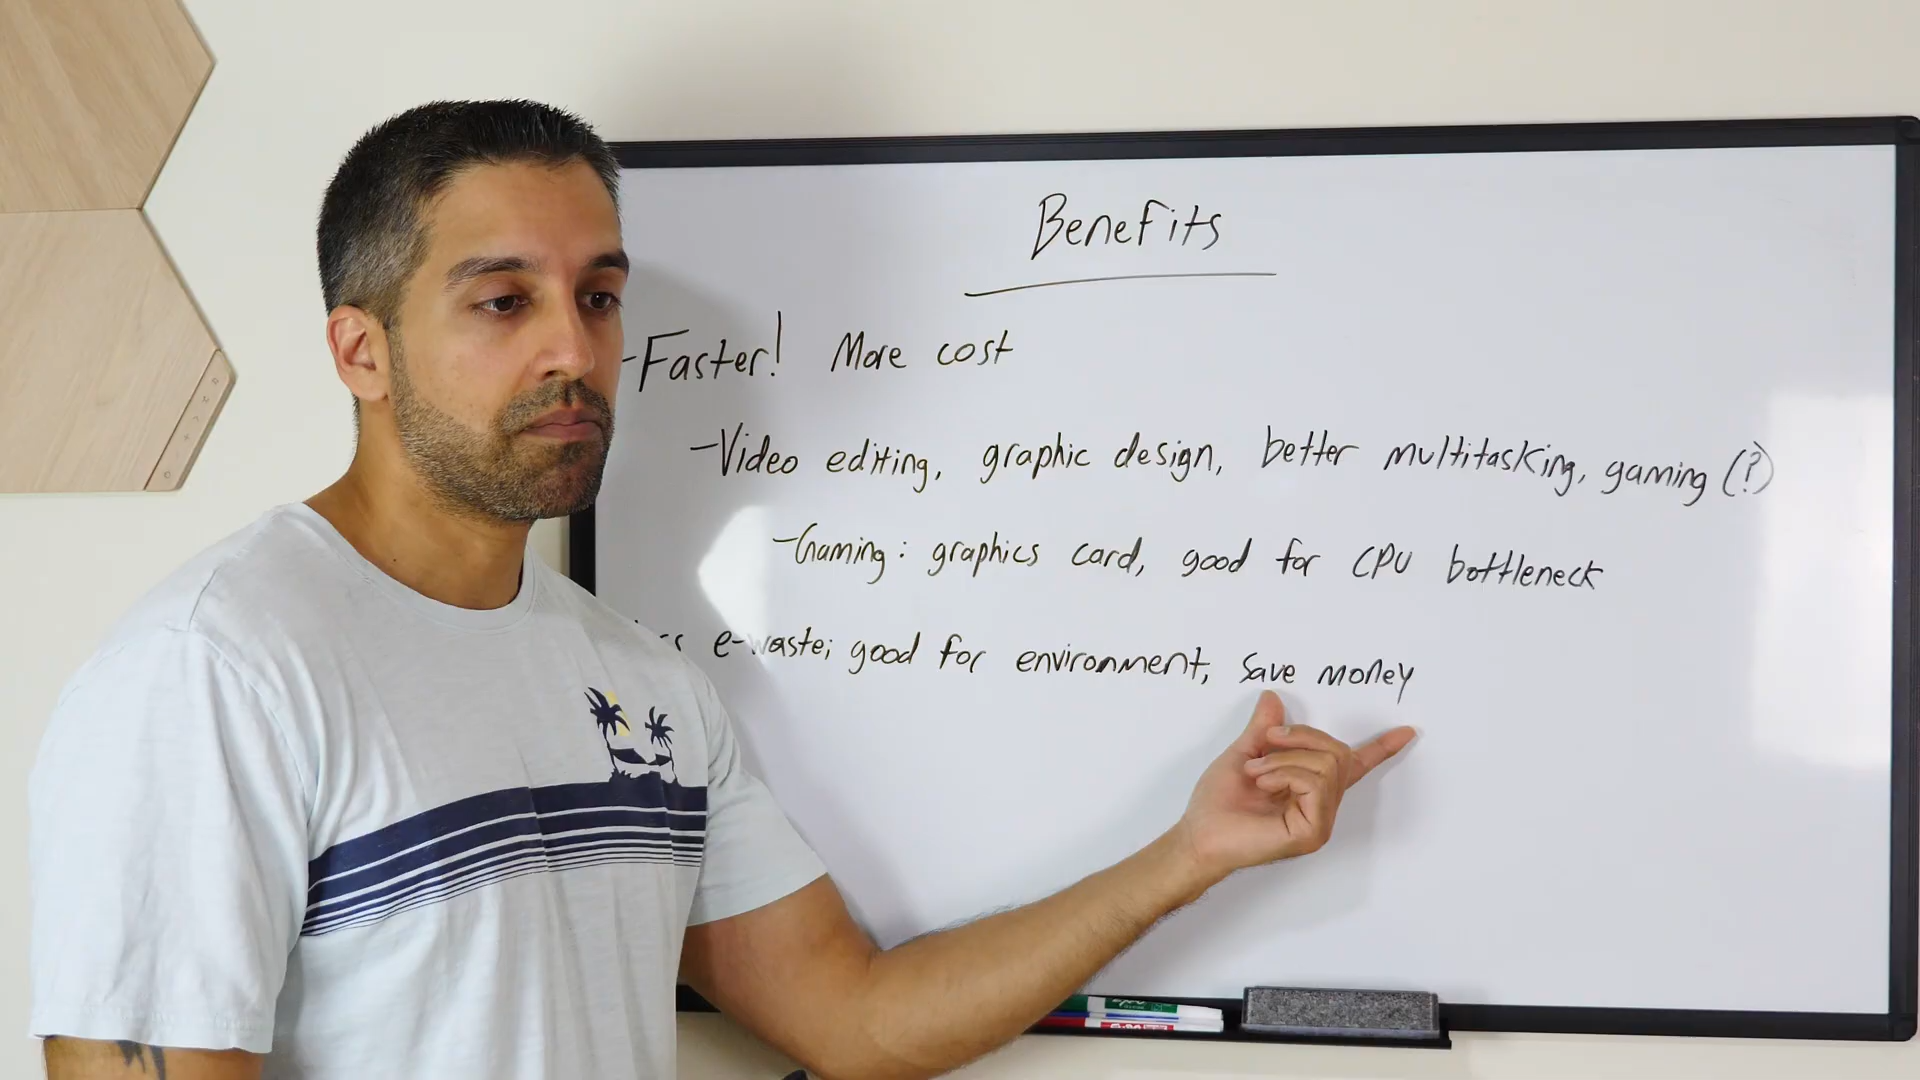 Benefits
-Faster! More cost
-Video editing, graphic design, better multitasking, gaming (?)
-Gaming: graphics card, good for CPU bottleneck
e-waste; good for environment, save money